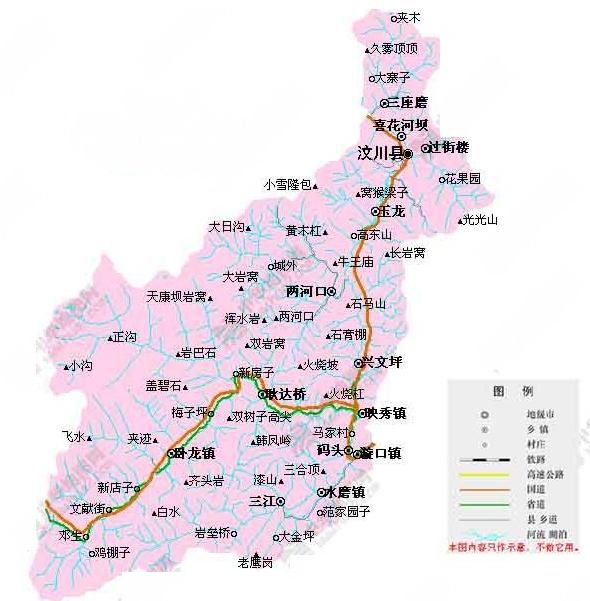 夹木
久雾顶顶
大寨子
三座磨
喜花河坝
汶川县
过街楼
花果园
小雪隆包
窝猴梁子
玉龙
光光山
大日沟
黄木杠
高东山
长岩窝
城外
牛王庙
大岩窝
天康坝岩窝
两河口
石马山
浑水岩
两河口
正沟
双岩窝
石膏棚
岩巴石
小沟
火烧坡
兴文坪
新房子
盖碧石
耿达桥
火烧杠
梅子坪
双树子高尖
映秀镇
飞水
夹迹
韩凤岭
马家村
卧龙镇
码头
漩口镇
三合顶
新店子
齐头岩
漆山
水磨镇
文献街
白水
三江
范家园子
邓生
岩垒桥
大金坪
鸡棚子
老鹰岗
图 例
地级市
乡 镇
村庄
铁路
高速公路
国道
省道
县 乡道
河流 湖泊
本图内容只作示意，不做它用。